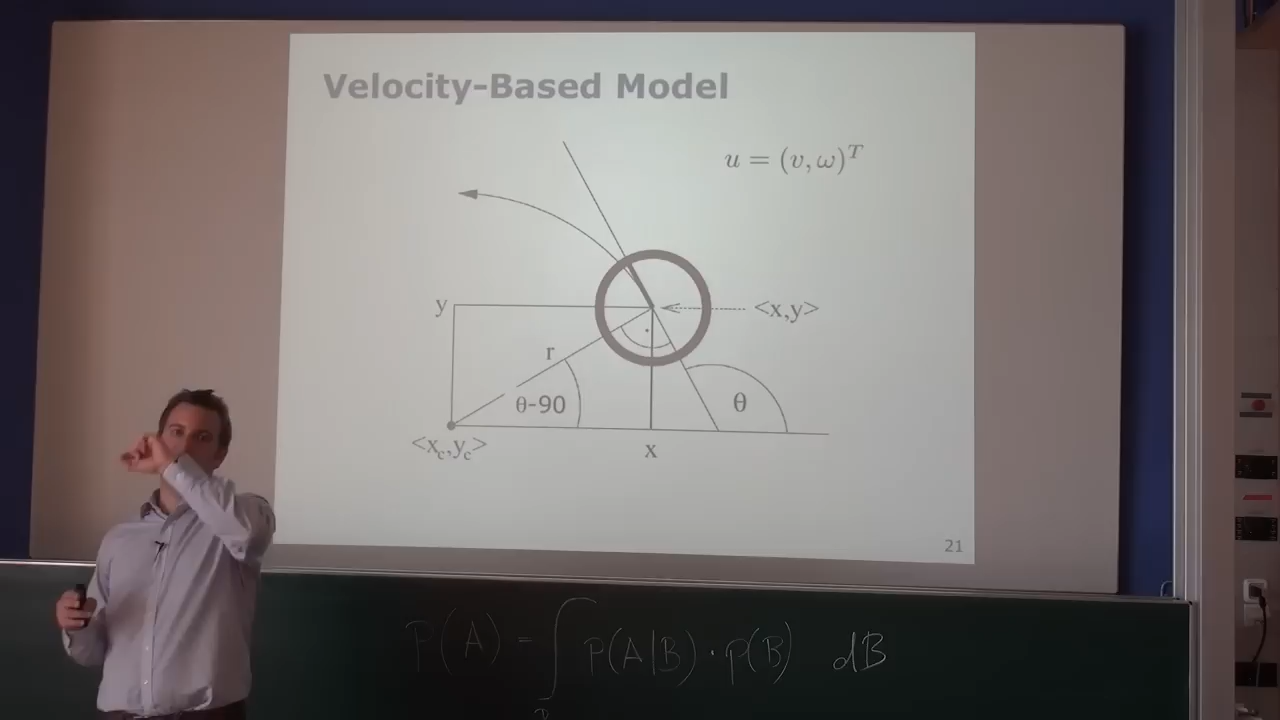 Velocity-Based Model
u = (v, ω)^T
y
<x,y>
r
θ-90
θ
<x_c,y_c>
x
21
P(A) = ∫ P(A|B) · p(B) dB